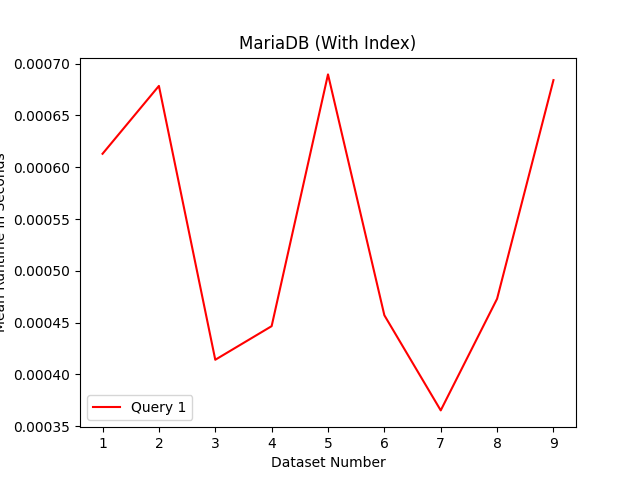 MariaDB (With Index)
0.00070
0.00065
0.00060
0.00055
0.00050
0.00045
0.00040
0.00035
Mean Runtime in Seconds
Query 1
1 2 3 4 5 6 7 8 9
Dataset Number